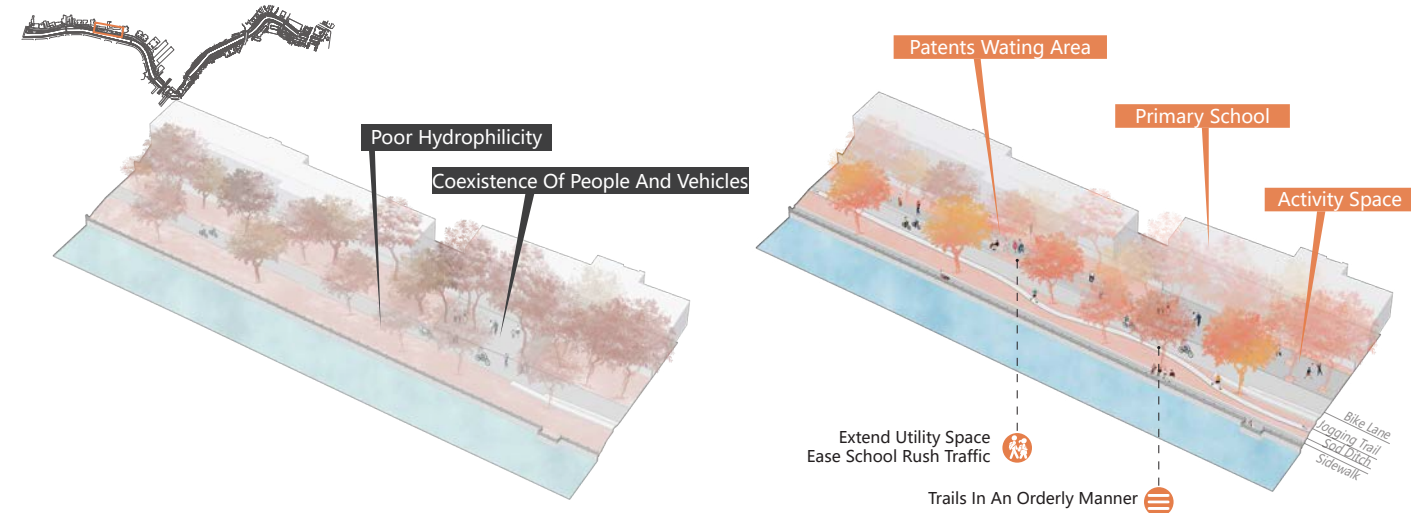 Poor Hydrophilicity
Coexistence Of People And Vehicles
Patents Wating Area
Primary School
Activity Space
Extend Utility Space
Ease School Rush Traffic
Trails In An Orderly Manner
Bike Lane
Jogging Trail
Sod Ditch
Sidewalk